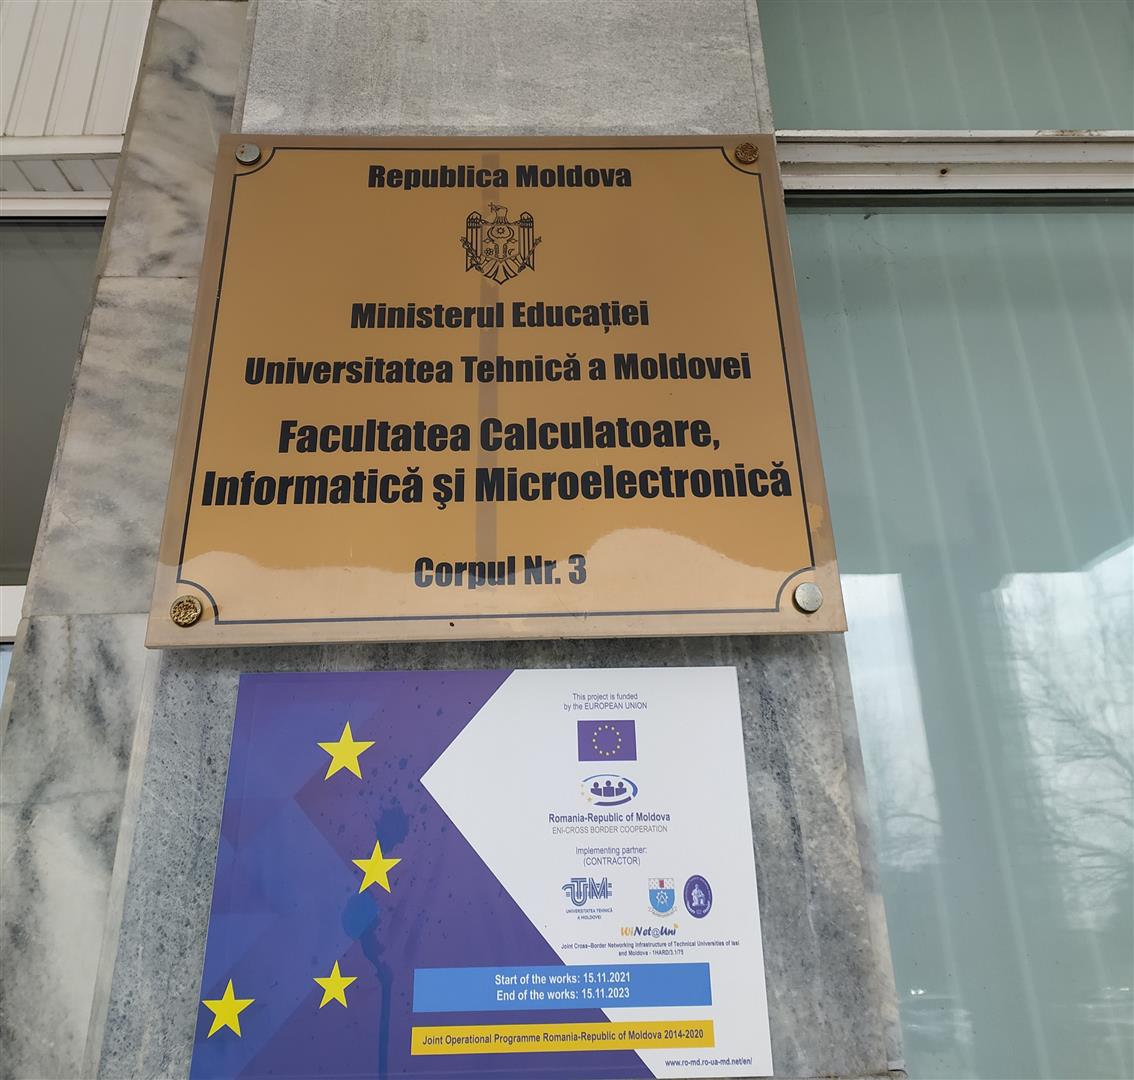 Republica Moldova
Ministerul Educației
Universitatea Tehnică a Moldovei
Facultatea Calculatoare,
Informatică şi Microelectronică
Corpul Nr. 3
This project is funded
by the EUROPEAN UNION
Romania-Republic of Moldova
ENI-CROSS BORDER COOPERATION
Implementing partner:
(CONTRACTOR)
UTM
UNIVERSITATEA TEHNICĂ
A MOLDOVEI
WiNet@Uni
Joint Cross–Border Networking Infrastructure of Technical Universities of Iasi
and Moldova - 1HARD/3.1/75
Start of the works: 15.11.2021
End of the works: 15.11.2023
Joint Operational Programme Romania-Republic of Moldova 2014-2020
www.ro-md.ro-ua-md.net/en/